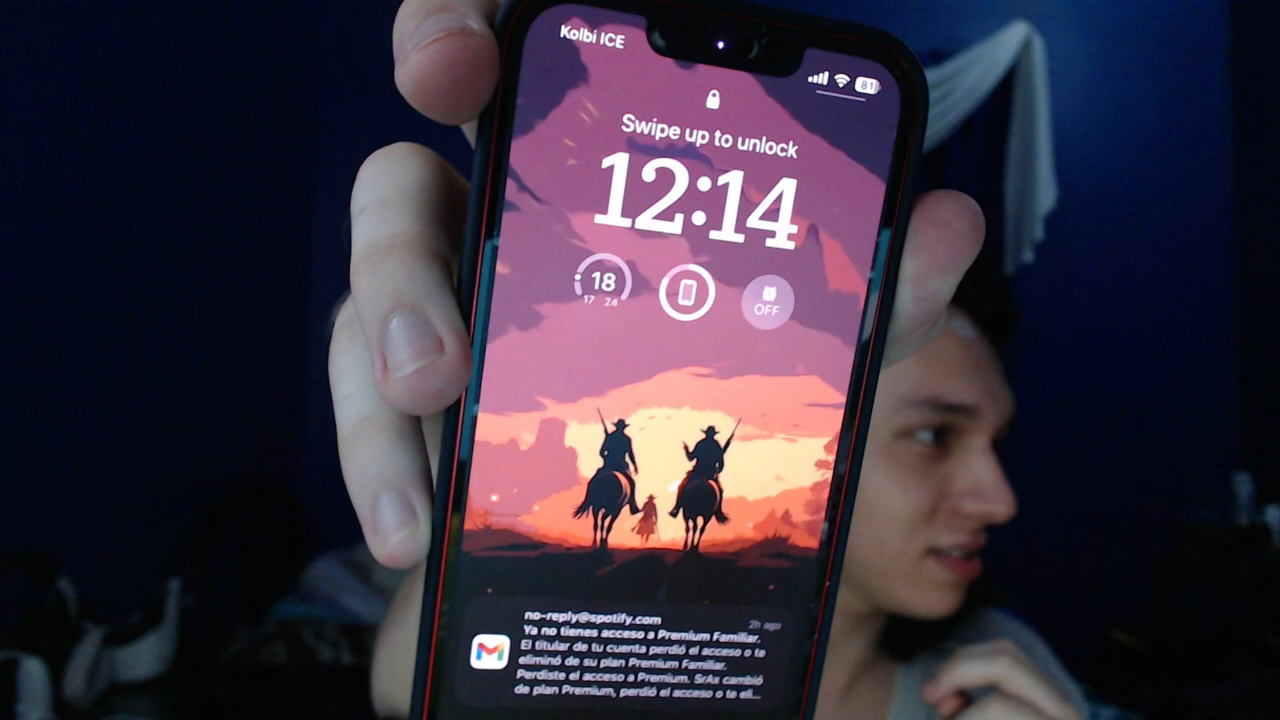 Kolbi ICE
81
Swipe up to unlock
12:14
18
17 24
OFF
no-reply@spotify.com
2h ago
Ya no tienes acceso a Premium Familiar.
El titular de tu cuenta perdió el acceso o te
eliminó de su plan Premium Familiar.
Perdiste el acceso a Premium. SrAx cambió
de plan Premium, perdió el acceso o te eli...